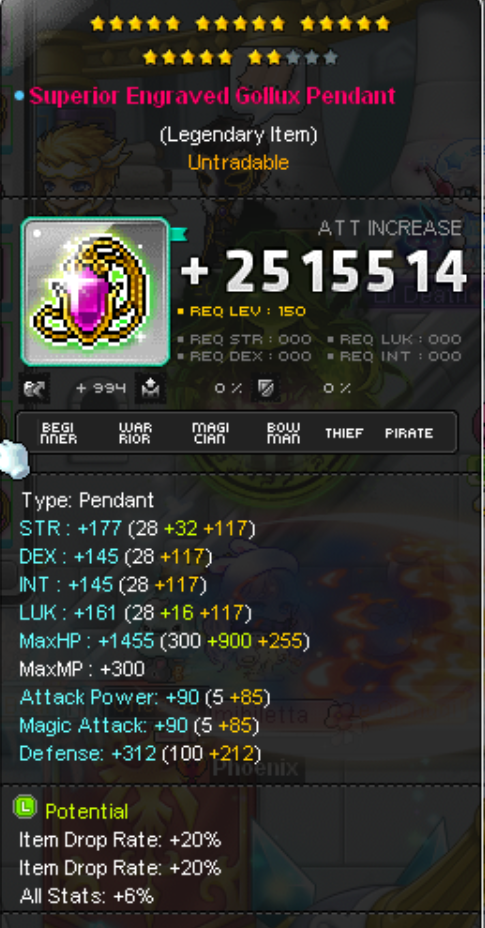 Superior Engraved Gollux Pendant
(Legendary Item)
Untradable
ATT INCREASE
+ 2515514
REQ LEV : 150
REQ STR : 000 REQ LUK : 000
REQ DEX : 000 REQ INT : 000
+ 994 0 % 0 %
BEGINNER WARRIOR MAGICIAN BOWMAN THIEF PIRATE
Type: Pendant
STR : +177 (28 +32 +117)
DEX : +145 (28 +117)
INT : +145 (28 +117)
LUK : +161 (28 +16 +117)
MaxHP : +1455 (300 +900 +255)
MaxMP : +300
Attack Power: +90 (5 +85)
Magic Attack: +90 (5 +85)
Defense: +312 (100 +212)
Phoenix
L Potential
Item Drop Rate: +20%
Item Drop Rate: +20%
All Stats: +6%